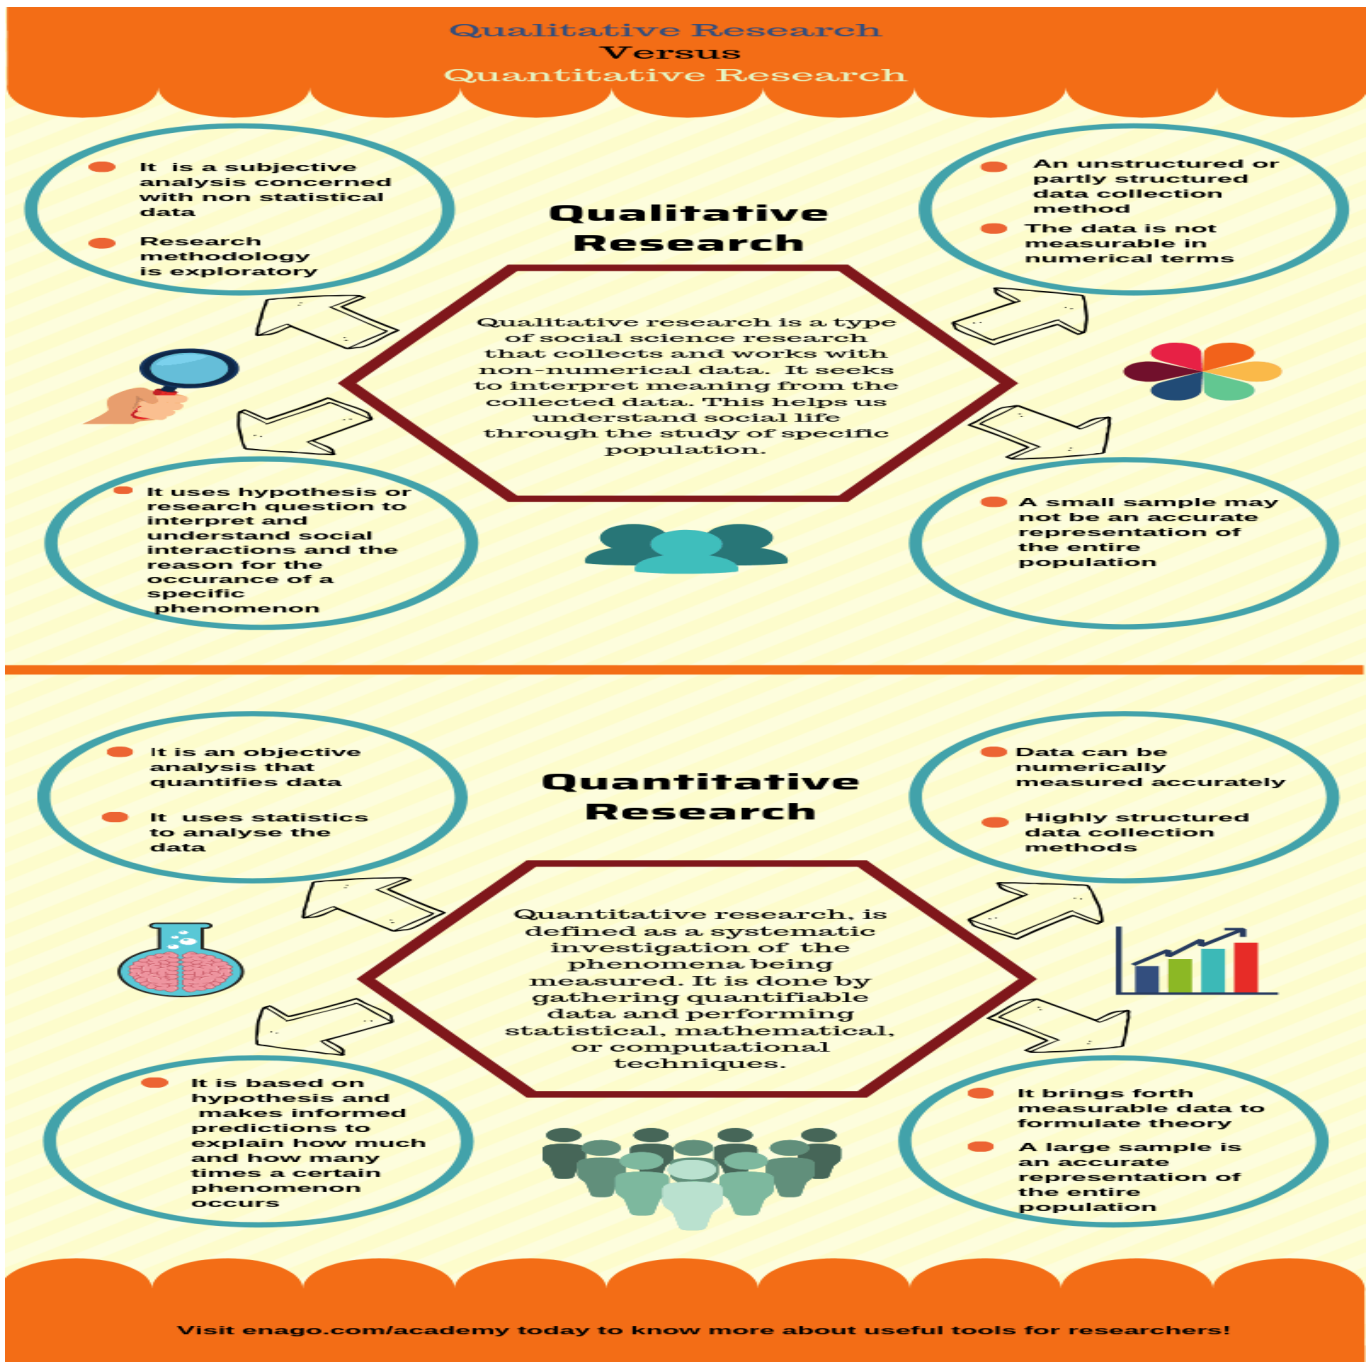 Qualitative Research
Versus
Quantitative Research
It is a subjective
analysis concerned
with non statistical
data
Research
methodology
is exploratory
An unstructured or
partly structured
data collection
method
The data is not
measurable in
numerical terms
Qualitative
Research
Qualitative research is a type
of social science research
that collects and works with
non-numerical data. It seeks
to interpret meaning from the
collected data. This helps us
understand social life
through the study of specific
population.
It uses hypothesis or
research question to
interpret and
understand social
interactions and the
reason for the
occurance of a
specific
phenomenon
A small sample may
not be an accurate
representation of
the entire
population
It is an objective
analysis that
quantifies data
It uses statistics
to analyse the
data
Data can be
numerically
measured accurately
Highly structured
data collection
methods
Quantitative
Research
Quantitative research, is
defined as a systematic
investigation of the
phenomena being
measured. It is done by
gathering quantifiable
data and performing
statistical, mathematical,
or computational
techniques.
It is based on
hypothesis and
makes informed
predictions to
explain how much
and how many
times a certain
phenomenon
occurs
It brings forth
measurable data to
formulate theory
A large sample is
an accurate
representation of
the entire
population
Visit enago.com/academy today to know more about useful tools for researchers!